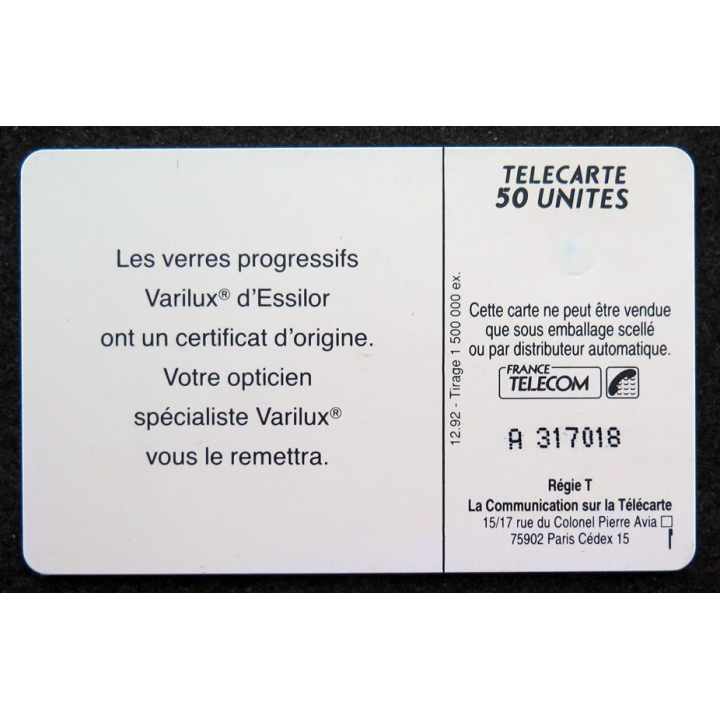 Les verres progressifs
Varilux® d'Essilor
ont un certificat d'origine.
Votre opticien
spécialiste Varilux®
vous le remettra.
12.92 - Tirage 1 500 000 ex.
TELECARTE
50 UNITES
Cette carte ne peut être vendue
que sous emballage scellé
ou par distributeur automatique.
FRANCE
TELECOM
A 317018
Régie T
La Communication sur la Télécarte
15/17 rue du Colonel Pierre Avia
75902 Paris Cédex 15